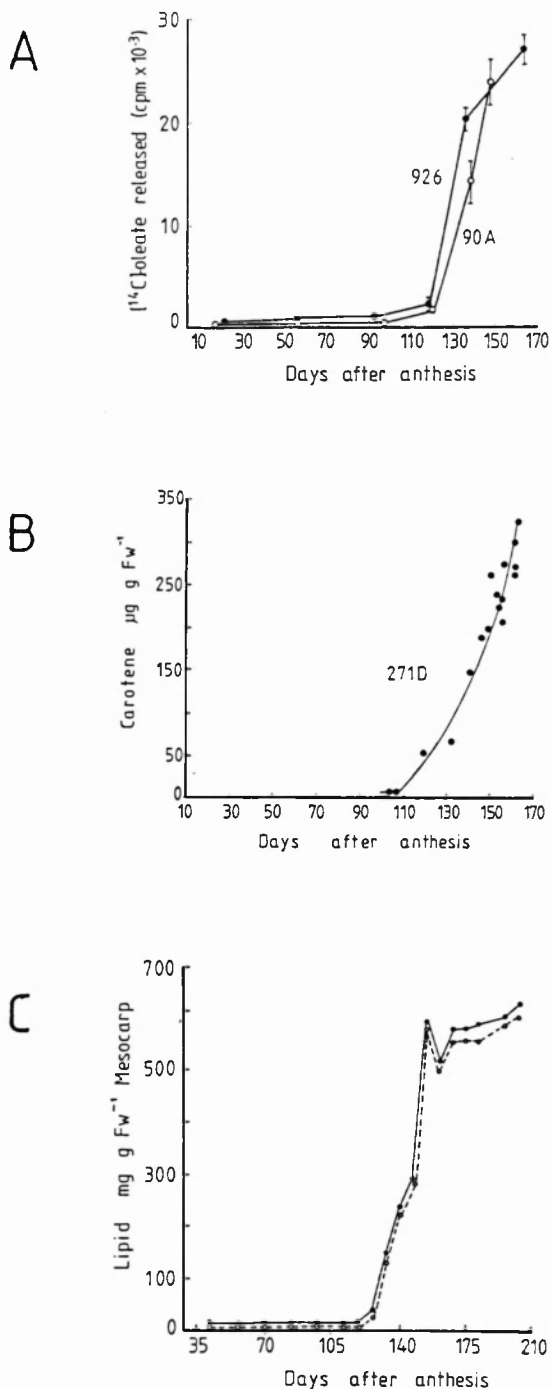 A
[¹⁴C]-oleate released (cpm x 10⁻³)
30
20
10
0
926
90A
10 30 50 70 90 110 130 150 170
Days after anthesis
B
Carotene µg g Fw⁻¹
350
250
150
50
0
271D
10 30 50 70 90 110 130 150 170
Days after anthesis
C
Lipid mg g Fw⁻¹ Mesocarp
700
500
300
100
0
35 70 105 140 175 210
Days after anthesis